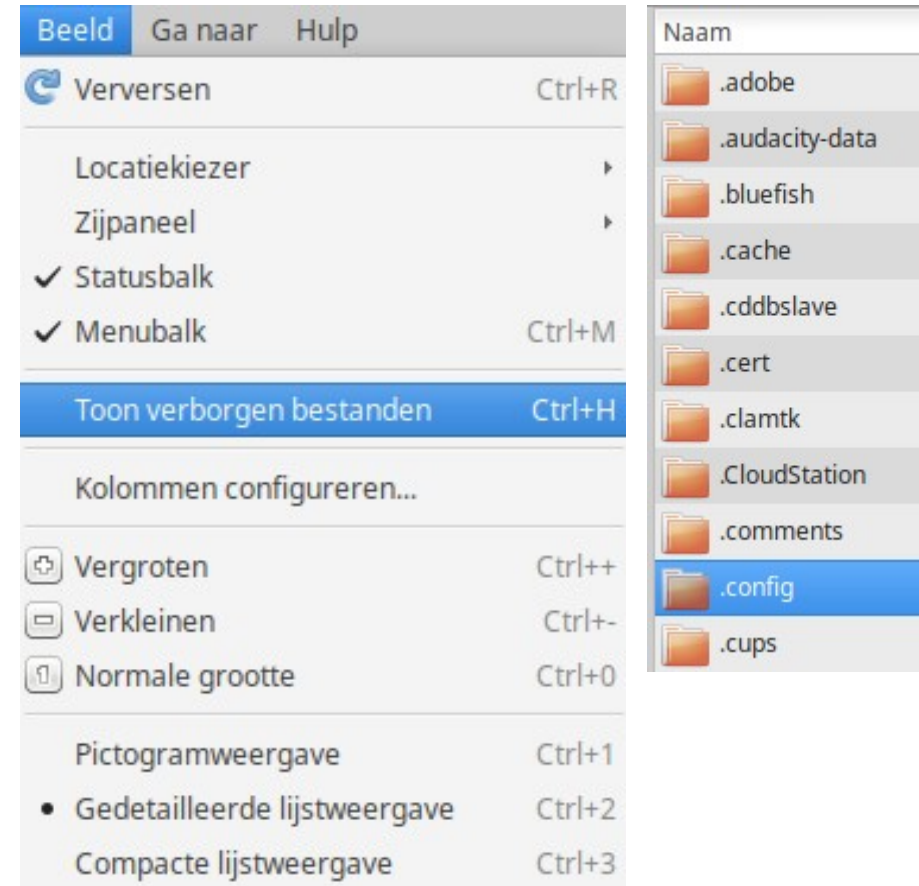 Beeld Ga naar Hulp
Verversen Ctrl+R
Locatiekiezer
Zijpaneel
Statusbalk
Menubalk Ctrl+M
Toon verborgen bestanden Ctrl+H
Kolommen configureren...
Vergroten Ctrl++
Verkleinen Ctrl+-
Normale grootte Ctrl+0
Pictogramweergave Ctrl+1
Gedetailleerde lijstweergave Ctrl+2
Compacte lijstweergave Ctrl+3
Naam
.adobe
.audacity-data
.bluefish
.cache
.cddbslave
.cert
.clamtk
.CloudStation
.comments
.config
.cups